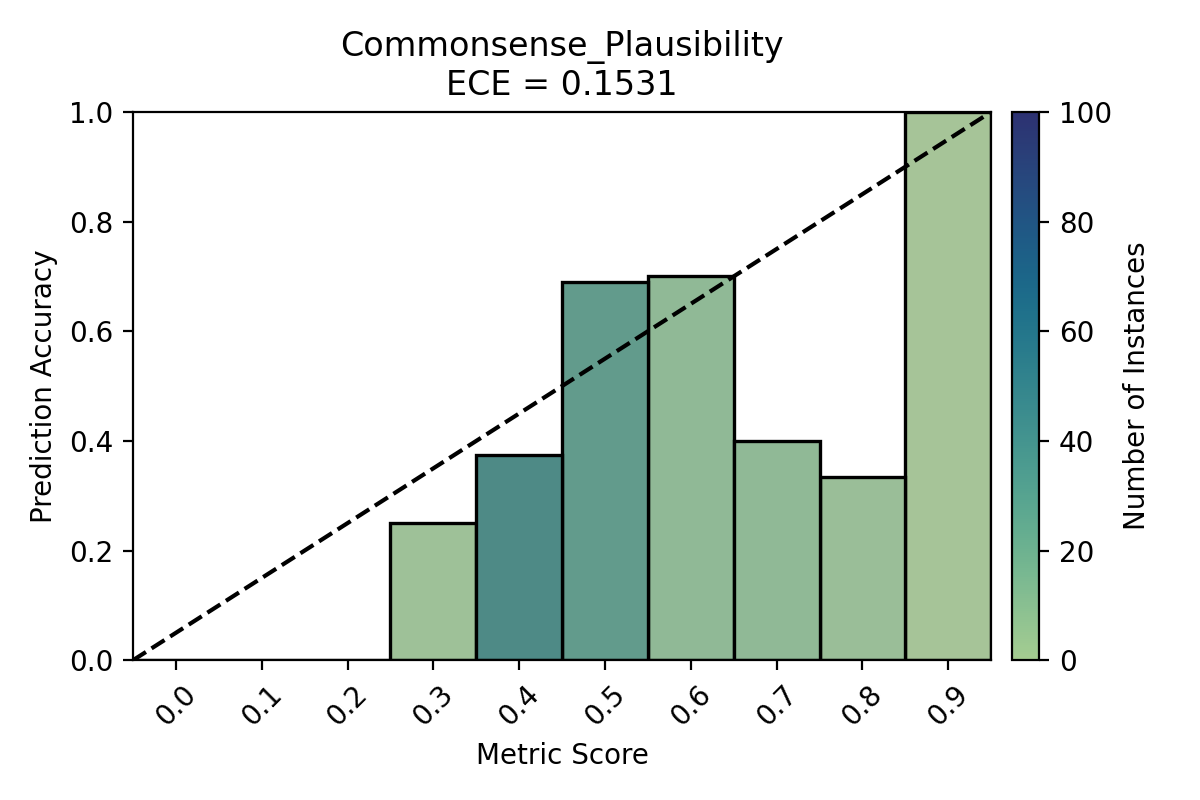 Commonsense_Plausibility
ECE = 0.1531
1.0
0.8
0.6
0.4
0.2
0.0
Prediction Accuracy
0.0 0.1 0.2 0.3 0.4 0.5 0.6 0.7 0.8 0.9
Metric Score
100
80
60
40
20
0
Number of Instances